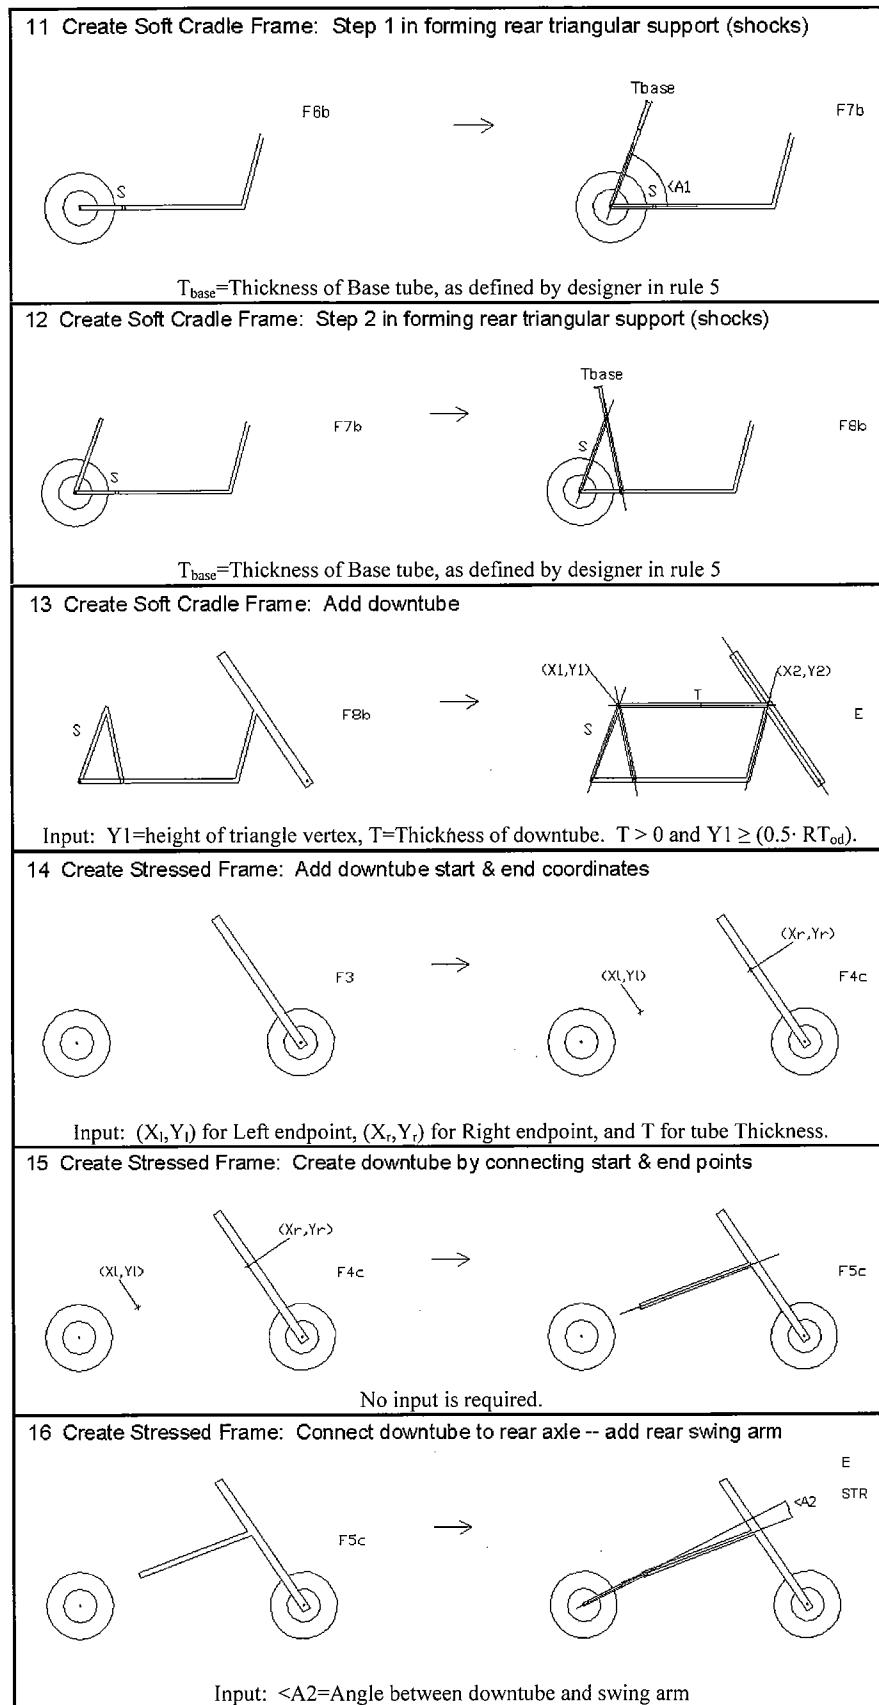 11 Create Soft Cradle Frame: Step 1 in forming rear triangular support (shocks)
Tbase
F6b
F7b
S
S
<A1
T_base=Thickness of Base tube, as defined by designer in rule 5
12 Create Soft Cradle Frame: Step 2 in forming rear triangular support (shocks)
Tbase
F7b
F8b
S
S
T_base=Thickness of Base tube, as defined by designer in rule 5
13 Create Soft Cradle Frame: Add downtube
(X1,Y1)
(X2,Y2)
T
S
F8b
S
E
Input: Y1=height of triangle vertex, T=Thickness of downtube. T > 0 and Y1 ≥ (0.5· RT_od).
14 Create Stressed Frame: Add downtube start & end coordinates
(Xr,Yr)
F3
(Xl,Yl)
F4c
Input: (X_l,Y_l) for Left endpoint, (X_r,Y_r) for Right endpoint, and T for tube Thickness.
15 Create Stressed Frame: Create downtube by connecting start & end points
(Xr,Yr)
(Xl,Yl)
F4c
F5c
No input is required.
16 Create Stressed Frame: Connect downtube to rear axle -- add rear swing arm
E
<A2
STR
F5c
Input: <A2=Angle between downtube and swing arm